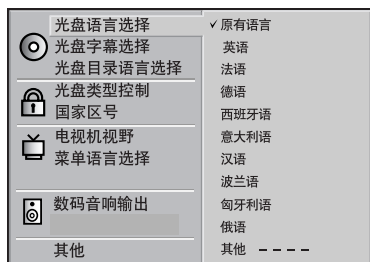 光盘语言选择
光盘字幕选择
光盘目录语言选择
光盘类型控制
国家区号
电视机视野
菜单语言选择
数码音响输出
其他
✓原有语言
英语
法语
德语
西班牙语
意大利语
汉语
波兰语
匈牙利语
俄语
其他 – – – –